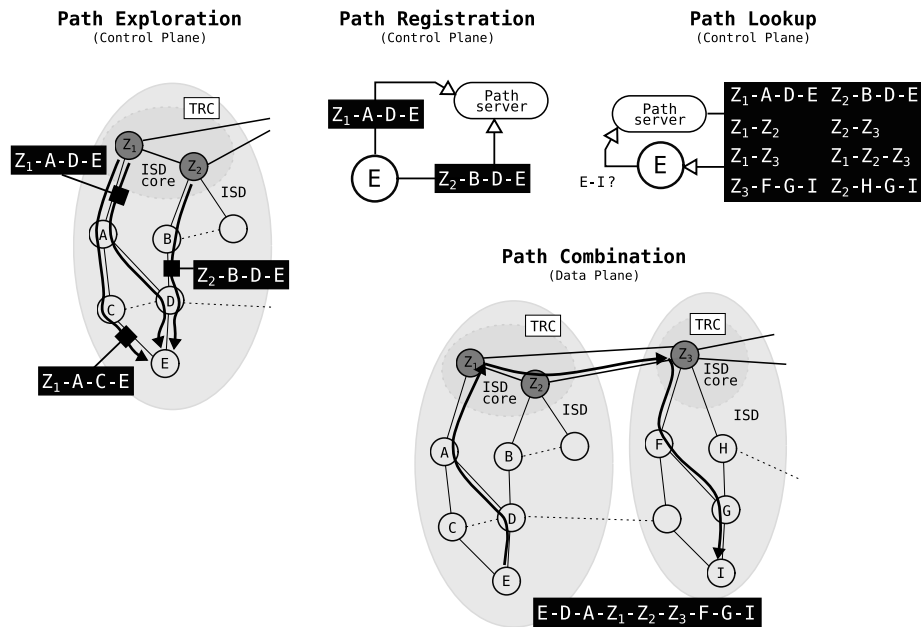 Path Exploration
(Control Plane)
TRC
Z₁
Z₂
ISD
core
ISD
Z₁-A-D-E
A
B
Z₂-B-D-E
C
D
E
Z₁-A-C-E
Path Registration
(Control Plane)
Path
server
Z₁-A-D-E
E
Z₂-B-D-E
Path Lookup
(Control Plane)
Path
server
E
E-I?
Z₁-A-D-E Z₂-B-D-E
Z₁-Z₂ Z₂-Z₃
Z₁-Z₃ Z₁-Z₂-Z₃
Z₃-F-G-I Z₂-H-G-I
Path Combination
(Data Plane)
TRC
Z₁
Z₂
ISD
core
ISD
A
B
C
D
E
TRC
Z₃
ISD
core
ISD
F
H
G
I
E-D-A-Z₁-Z₂-Z₃-F-G-I